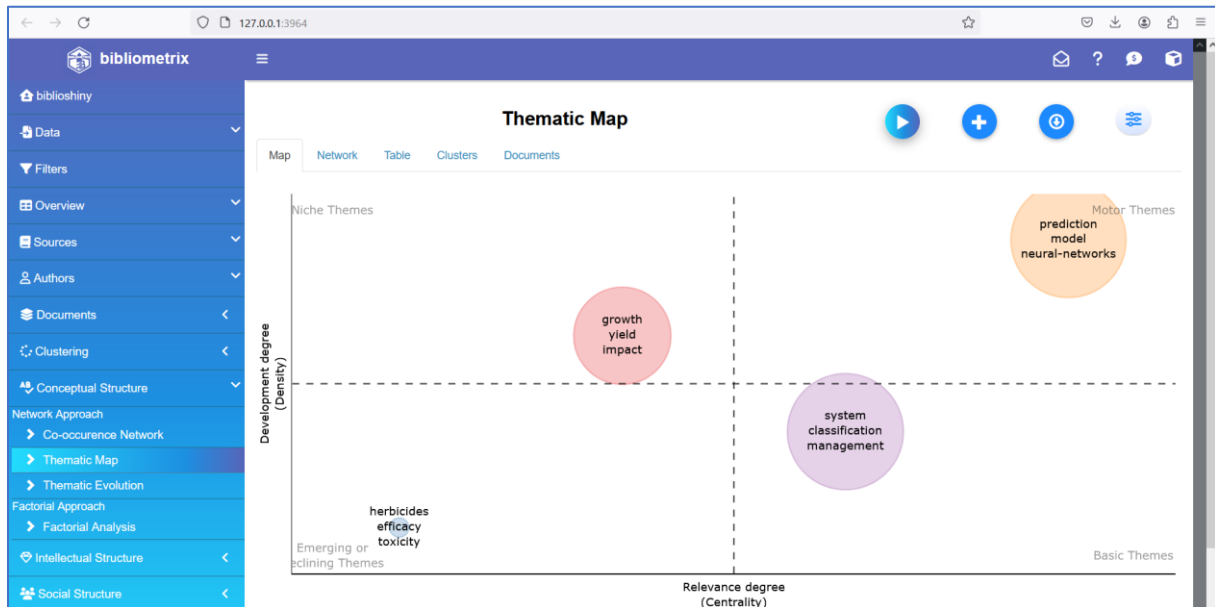 127.0.0.1:3964
bibliometrix
biblioshiny
Data
Filters
Overview
Sources
Authors
Documents
Clustering
Conceptual Structure
Network Approach
Co-occurence Network
Thematic Map
Thematic Evolution
Factorial Approach
Factorial Analysis
Intellectual Structure
Social Structure
?
Thematic Map
Map Network Table Clusters Documents
Niche Themes
Motor Themes
prediction
model
neural-networks
growth
yield
impact
system
classification
management
herbicides
efficacy
toxicity
Emerging or
eclining Themes
Basic Themes
Development degree
(Density)
Relevance degree
(Centrality)